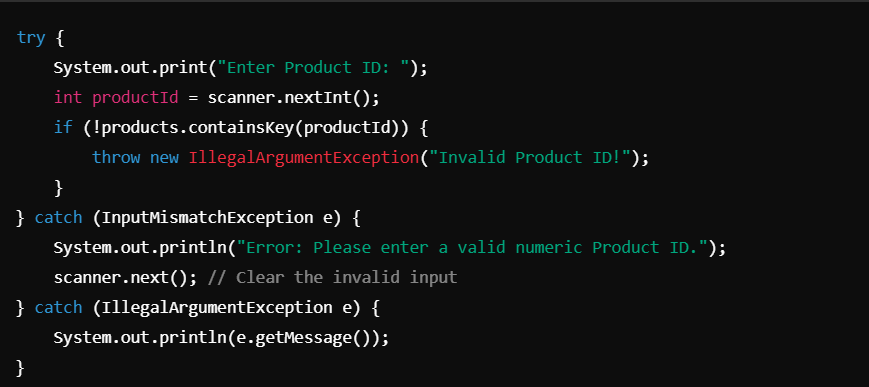 try {
    System.out.print("Enter Product ID: ");
    int productId = scanner.nextInt();
    if (!products.containsKey(productId)) {
        throw new IllegalArgumentException("Invalid Product ID!");
    }
} catch (InputMismatchException e) {
    System.out.println("Error: Please enter a valid numeric Product ID.");
    scanner.next(); // Clear the invalid input
} catch (IllegalArgumentException e) {
    System.out.println(e.getMessage());
}